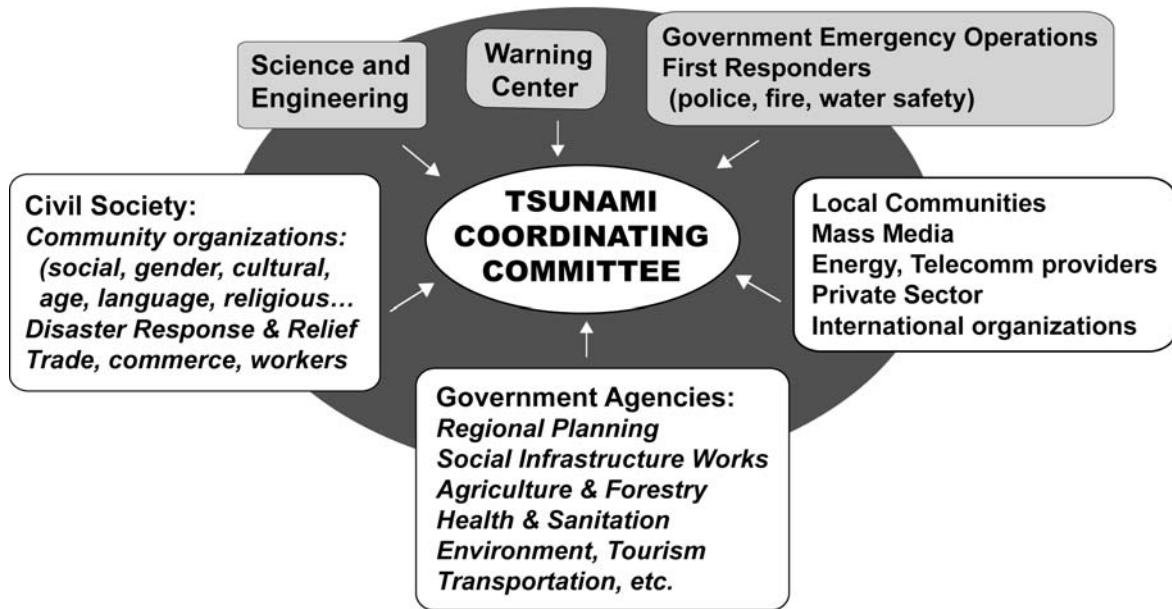 Science and
Engineering
Warning
Center
Government Emergency Operations
First Responders
(police, fire, water safety)
Civil Society:
Community organizations:
(social, gender, cultural,
age, language, religious…
Disaster Response & Relief
Trade, commerce, workers
TSUNAMI
COORDINATING
COMMITTEE
Local Communities
Mass Media
Energy, Telecomm providers
Private Sector
International organizations
Government Agencies:
Regional Planning
Social Infrastructure Works
Agriculture & Forestry
Health & Sanitation
Environment, Tourism
Transportation, etc.